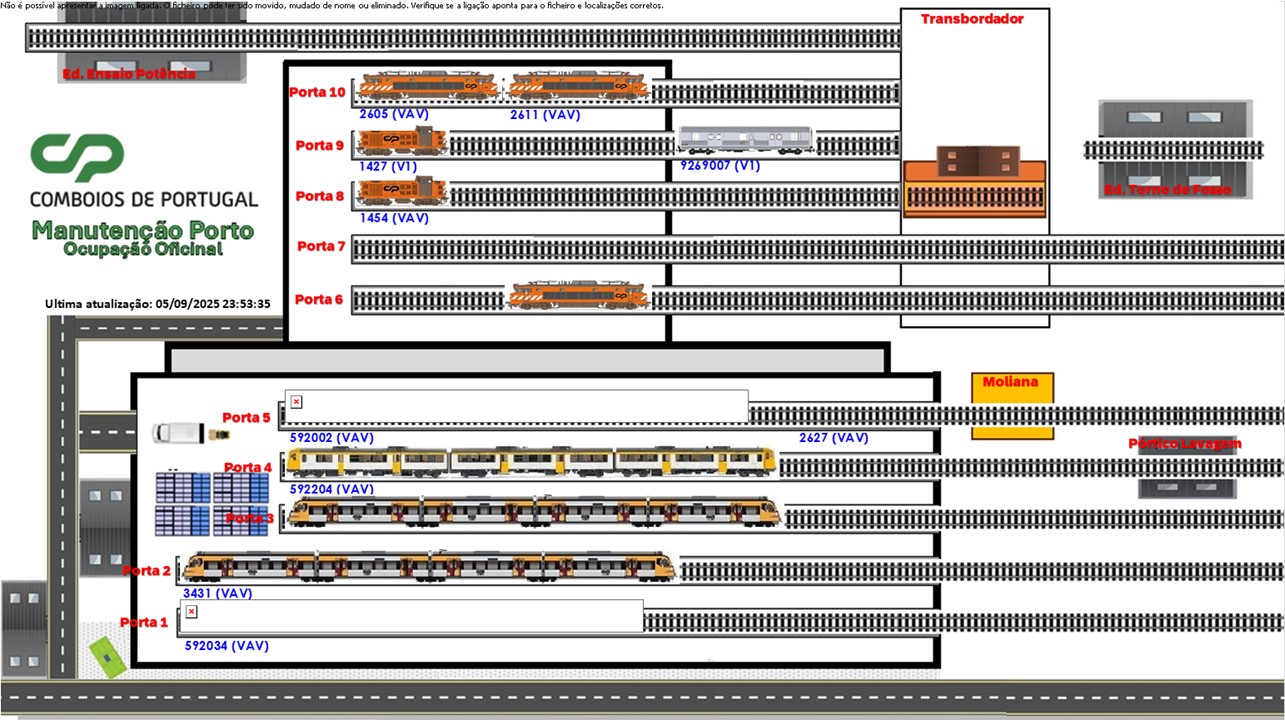 Não é possível apresentar a imagem ligada. O ficheiro pode ter sido movido, mudado de nome ou eliminado. Verifique se a ligação aponta para o ficheiro e localizações corretos.
Transbordador
Ed. Ensaio Potência
Porta 10
2605 (VAV)
2611 (VAV)
Porta 9
1427 (V1)
9269007 (V1)
CP
COMBOIOS DE PORTUGAL
Manutenção Porto
Ocupação Oficinal
Porta 8
1454 (VAV)
Ed. Torno de Fosso
Porta 7
Porta 6
Ultima atualização: 05/09/2025 23:53:35
Moliana
Porta 5
592002 (VAV)
2627 (VAV)
Pórtico Lavagem
Porta 4
592204 (VAV)
Porta 3
Porta 2
3431 (VAV)
Porta 1
592034 (VAV)